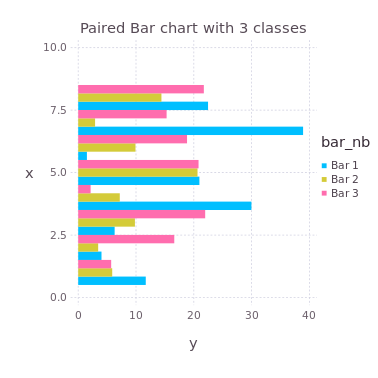 Paired Bar chart with 3 classes
10.0
7.5
5.0
2.5
0.0
x
0 10 20 30 40
y
bar_nb
Bar 1
Bar 2
Bar 3